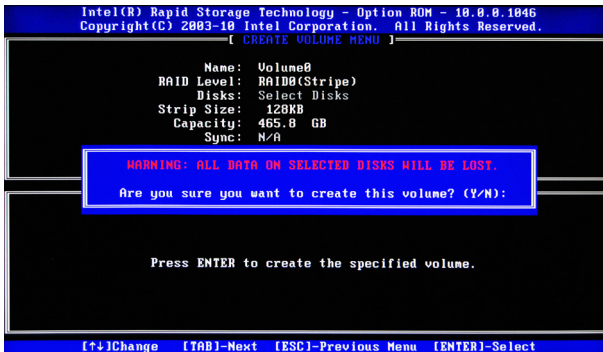 Intel(R) Rapid Storage Technology - Option ROM - 10.0.0.1046
Copyright(C) 2003-10 Intel Corporation.  All Rights Reserved.
[ CREATE VOLUME MENU ]
Name: Volume0
RAID Level: RAID0(Stripe)
Disks: Select Disks
Strip Size: 128KB
Capacity: 465.8 GB
Sync: N/A
WARNING: ALL DATA ON SELECTED DISKS WILL BE LOST.
Are you sure you want to create this volume? (Y/N):
Press ENTER to create the specified volume.
[↑↓]Change [TAB]-Next [ESC]-Previous Menu [ENTER]-Select